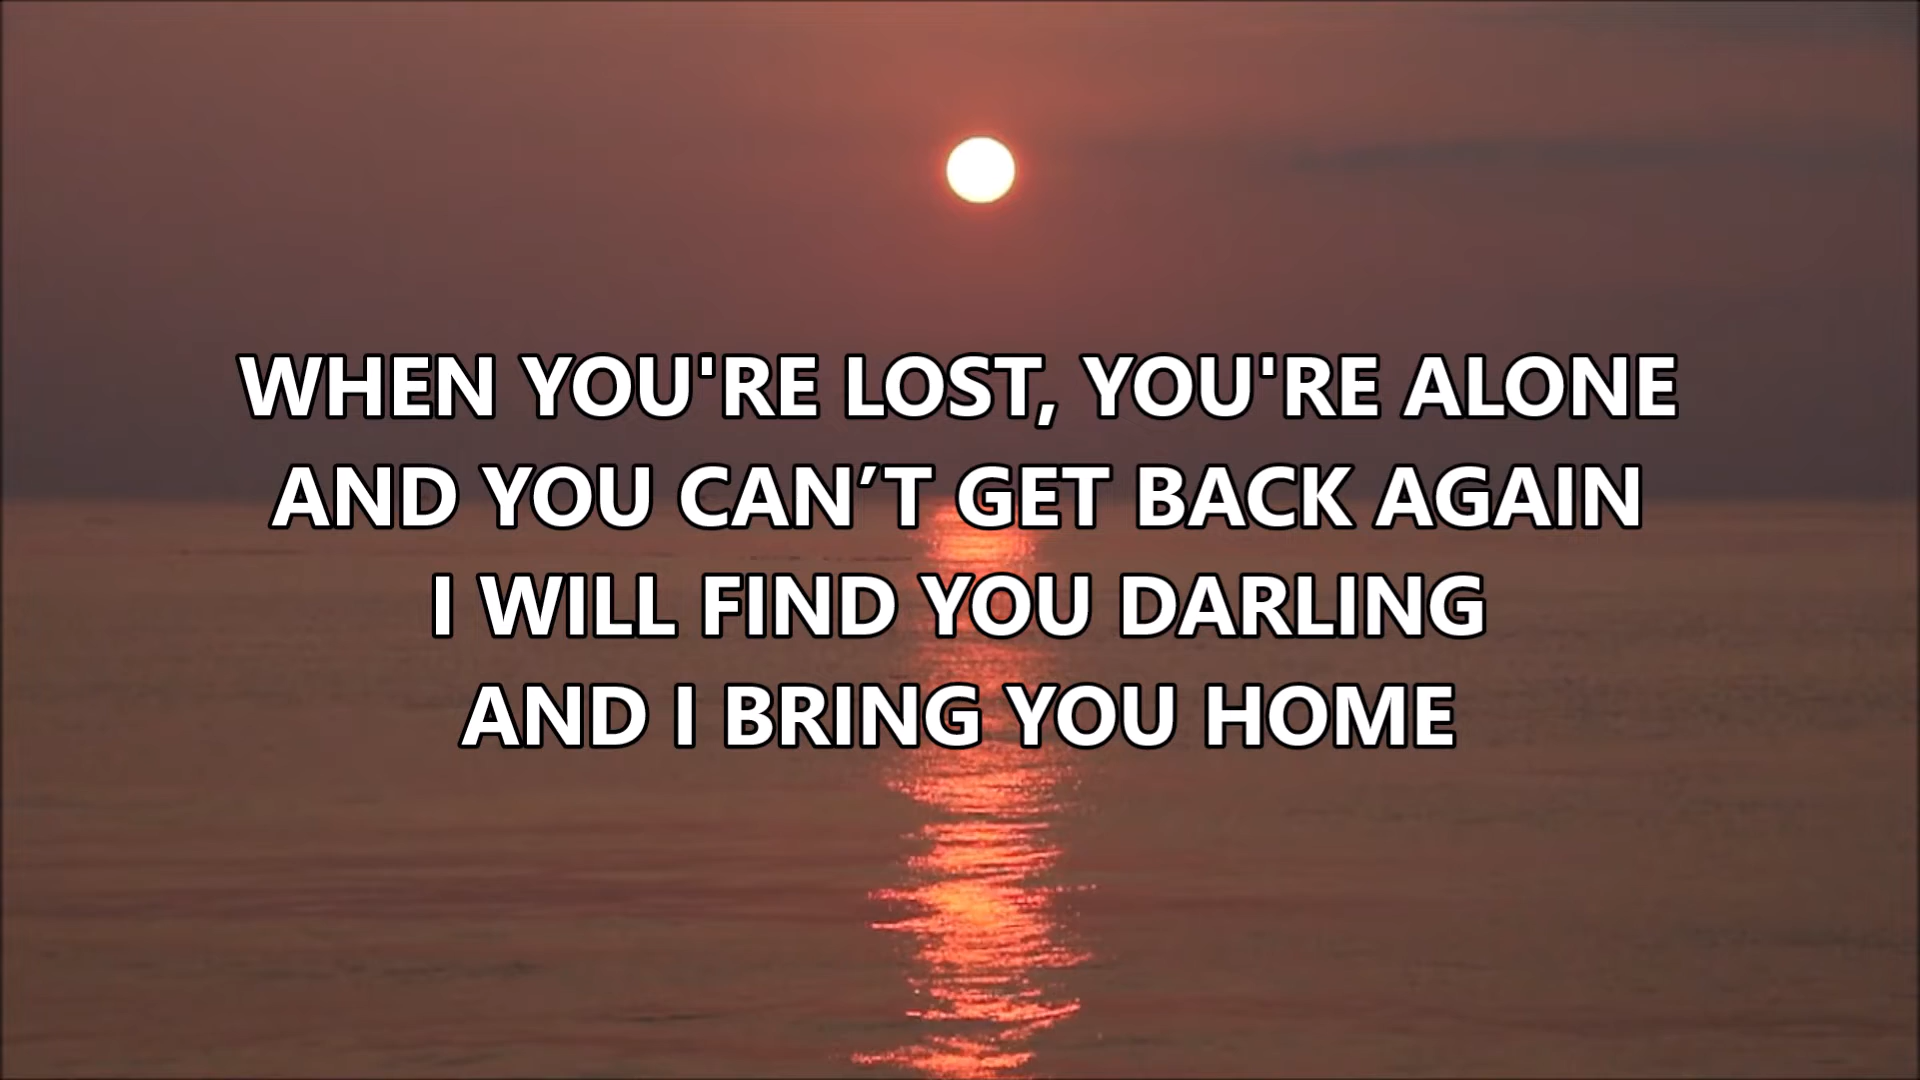 WHEN YOU'RE LOST, YOU'RE ALONE
AND YOU CAN’T GET BACK AGAIN
I WILL FIND YOU DARLING
AND I BRING YOU HOME